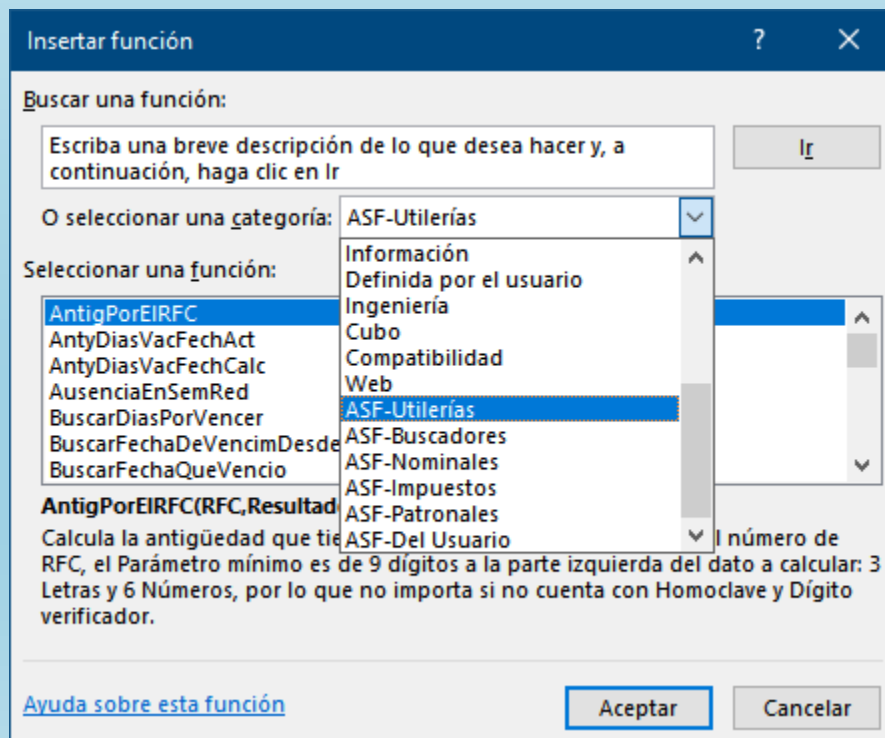 Insertar función
?
Buscar una función:
Escriba una breve descripción de lo que desea hacer y, a
continuación, haga clic en Ir
Ir
O seleccionar una categoría: ASF-Utilerías
Información
Definida por el usuario
Ingeniería
Cubo
Compatibilidad
Web
ASF-Utilerías
ASF-Buscadores
ASF-Nominales
ASF-Impuestos
ASF-Patronales
ASF-Del Usuario
Seleccionar una función:
AntigPorElRFC
AntyDiasVacFechAct
AntyDiasVacFechCalc
AusenciaEnSemRed
BuscarDiasPorVencer
BuscarFechaDeVencimDesde
BuscarFechaQueVencio
AntigPorElRFC(RFC,Resultad
Calcula la antigüedad que tie l número de
RFC, el Parámetro mínimo es de 9 dígitos a la parte izquierda del dato a calcular: 3
Letras y 6 Números, por lo que no importa si no cuenta con Homoclave y Dígito
verificador.
Ayuda sobre esta función
Aceptar
Cancelar